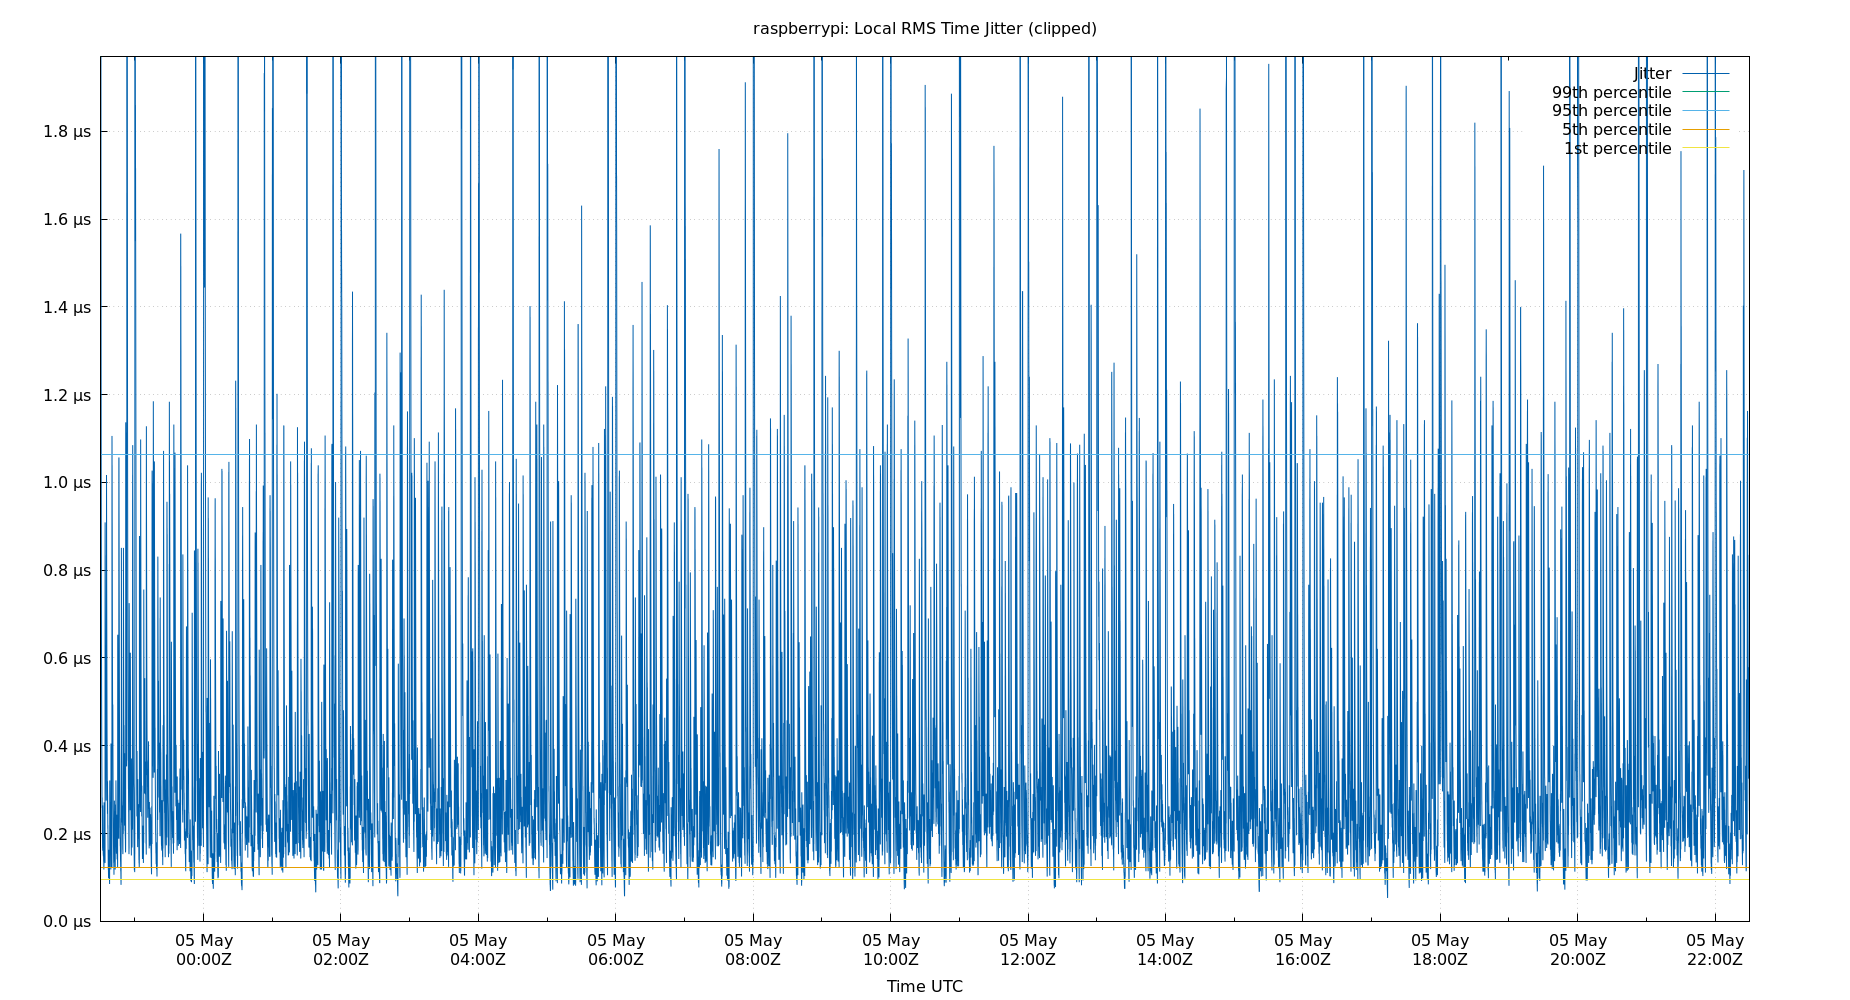 raspberrypi: Local RMS Time Jitter (clipped)
Jitter
99th percentile
95th percentile
5th percentile
1st percentile
1.8 µs
1.6 µs
1.4 µs
1.2 µs
1.0 µs
0.8 µs
0.6 µs
0.4 µs
0.2 µs
0.0 µs
05 May 05 May 05 May 05 May 05 May 05 May 05 May 05 May 05 May 05 May 05 May 05 May
00:00Z 02:00Z 04:00Z 06:00Z 08:00Z 10:00Z 12:00Z 14:00Z 16:00Z 18:00Z 20:00Z 22:00Z
Time UTC